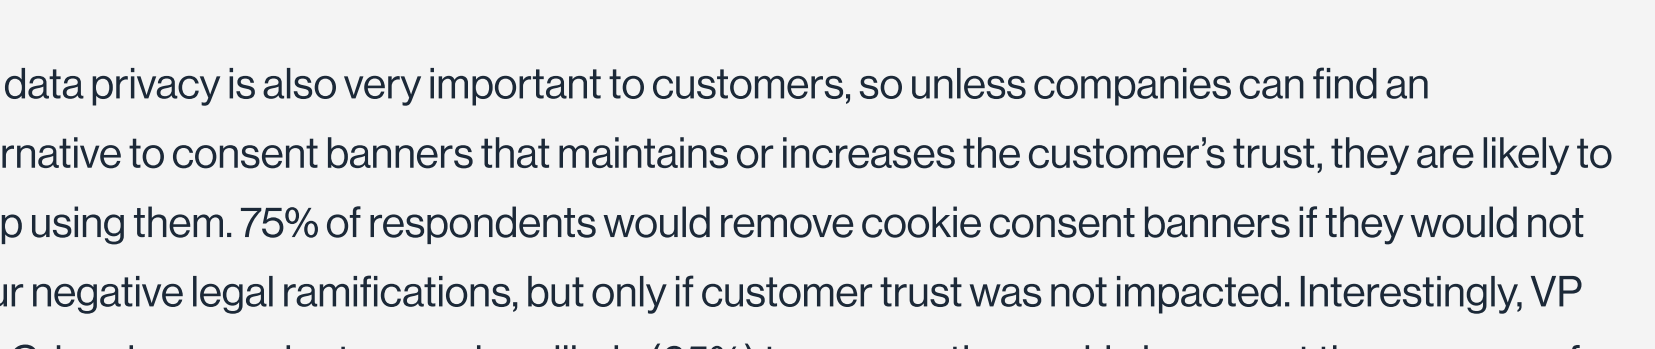 data privacy is also very important to customers, so unless companies can find an
rnative to consent banners that maintains or increases the customer’s trust, they are likely to
p using them. 75% of respondents would remove cookie consent banners if they would not
ur negative legal ramifications, but only if customer trust was not impacted. Interestingly, VP